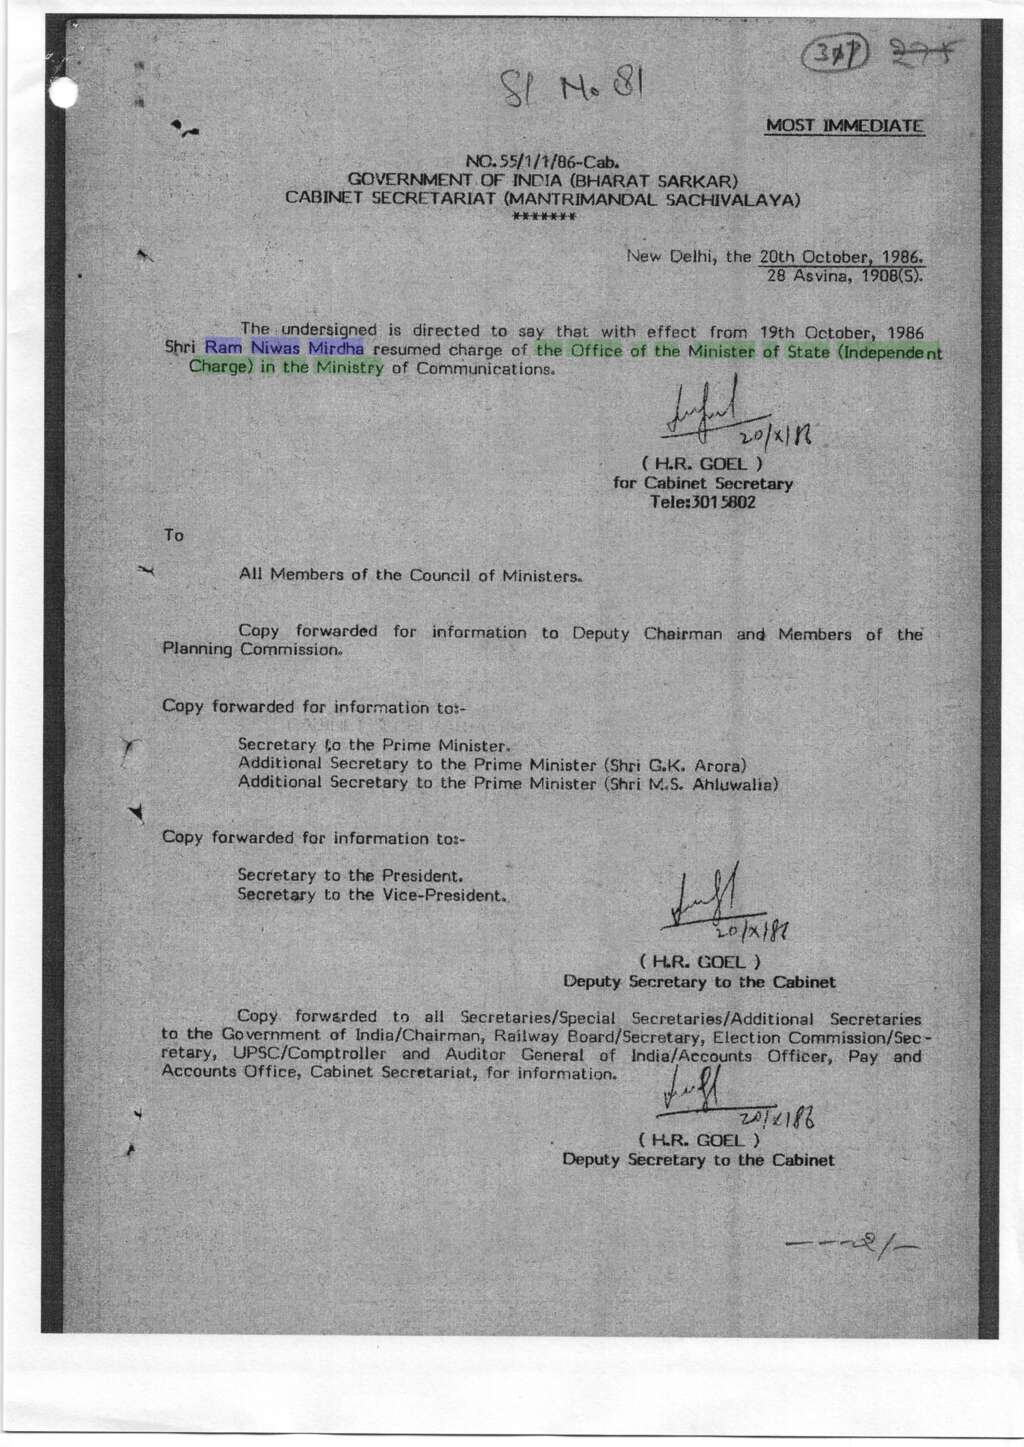 Sl No 81
MOST IMMEDIATE
NO.55/1/1/86-Cab.
GOVERNMENT OF INDIA (BHARAT SARKAR)
CABINET SECRETARIAT (MANTRIMANDAL SACHIVALAYA)
*******
New Delhi, the 20th October, 1986.
28 Asvina, 1908(S).
The undersigned is directed to say that with effect from 19th October, 1986
Shri Ram Niwas Mirdha resumed charge of the Office of the Minister of State (Independent
Charge) in the Ministry of Communications.
20/X/86
( H.R. GOEL )
for Cabinet Secretary
Tele:3015802
To
All Members of the Council of Ministers.
Copy forwarded for information to Deputy Chairman and Members of the
Planning Commission.
Copy forwarded for information to:-
Secretary to the Prime Minister.
Additional Secretary to the Prime Minister (Shri G.K. Arora)
Additional Secretary to the Prime Minister (Shri M.S. Ahluwalia)
Copy forwarded for information to:-
Secretary to the President.
Secretary to the Vice-President.
20/X/86
( H.R. GOEL )
Deputy Secretary to the Cabinet
Copy forwarded to all Secretaries/Special Secretaries/Additional Secretaries
to the Government of India/Chairman, Railway Board/Secretary, Election Commission/Sec-
retary, UPSC/Comptroller and Auditor General of India/Accounts Officer, Pay and
Accounts Office, Cabinet Secretariat, for information.
20/X/86
( H.R. GOEL )
Deputy Secretary to the Cabinet
---2/-